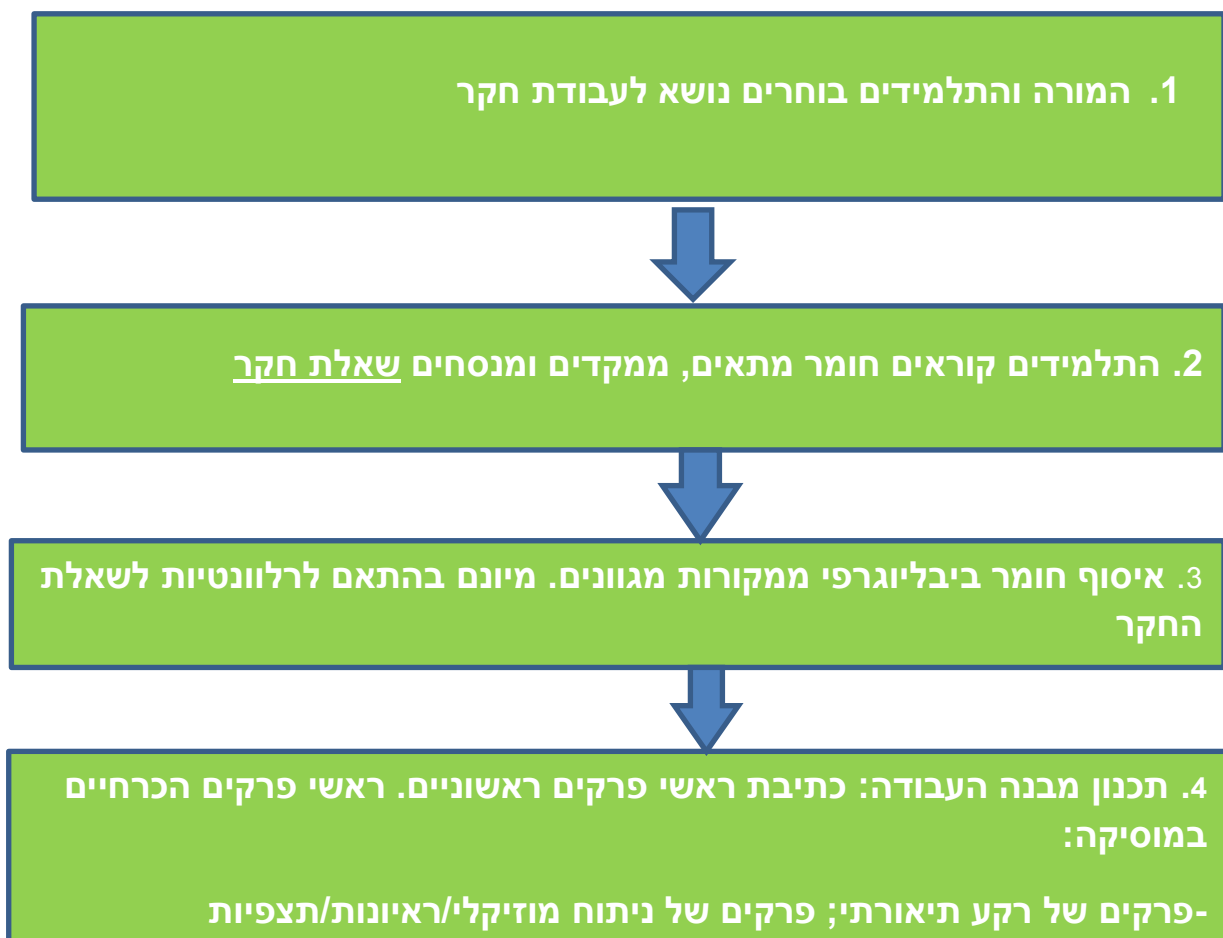 1. המורה והתלמידים בוחרים נושא לעבודת חקר
2. התלמידים קוראים חומר מתאים, ממקדים ומנסחים שאלת חקר
3. איסוף חומר ביבליוגרפי ממקורות מגוונים. מיונם בהתאם לרלוונטיות לשאלת
החקר
4. תכנון מבנה העבודה: כתיבת ראשי פרקים ראשוניים. ראשי פרקים הכרחיים
במוסיקה:
-פרקים של רקע תיאורתי; פרקים של ניתוח מוזיקלי/ראיונות/תצפיות